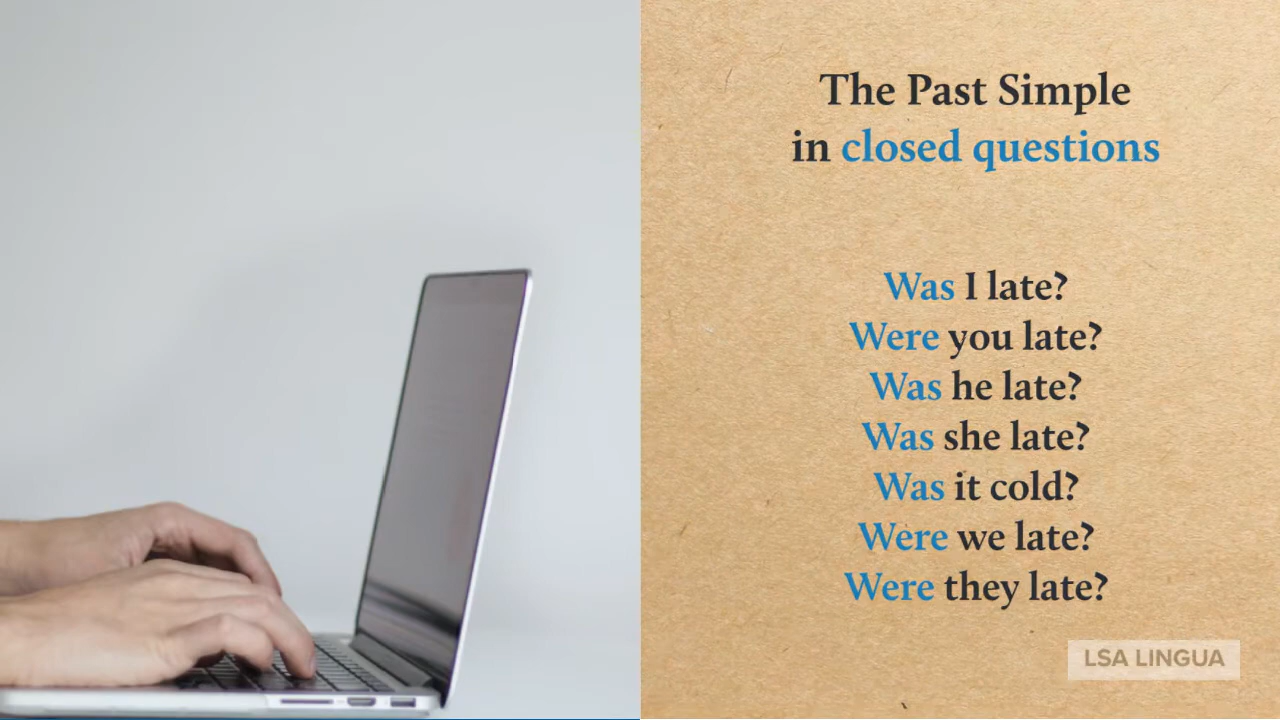 The Past Simple
in closed questions
Was I late?
Were you late?
Was he late?
Was she late?
Was it cold?
Were we late?
Were they late?
LSA LINGUA